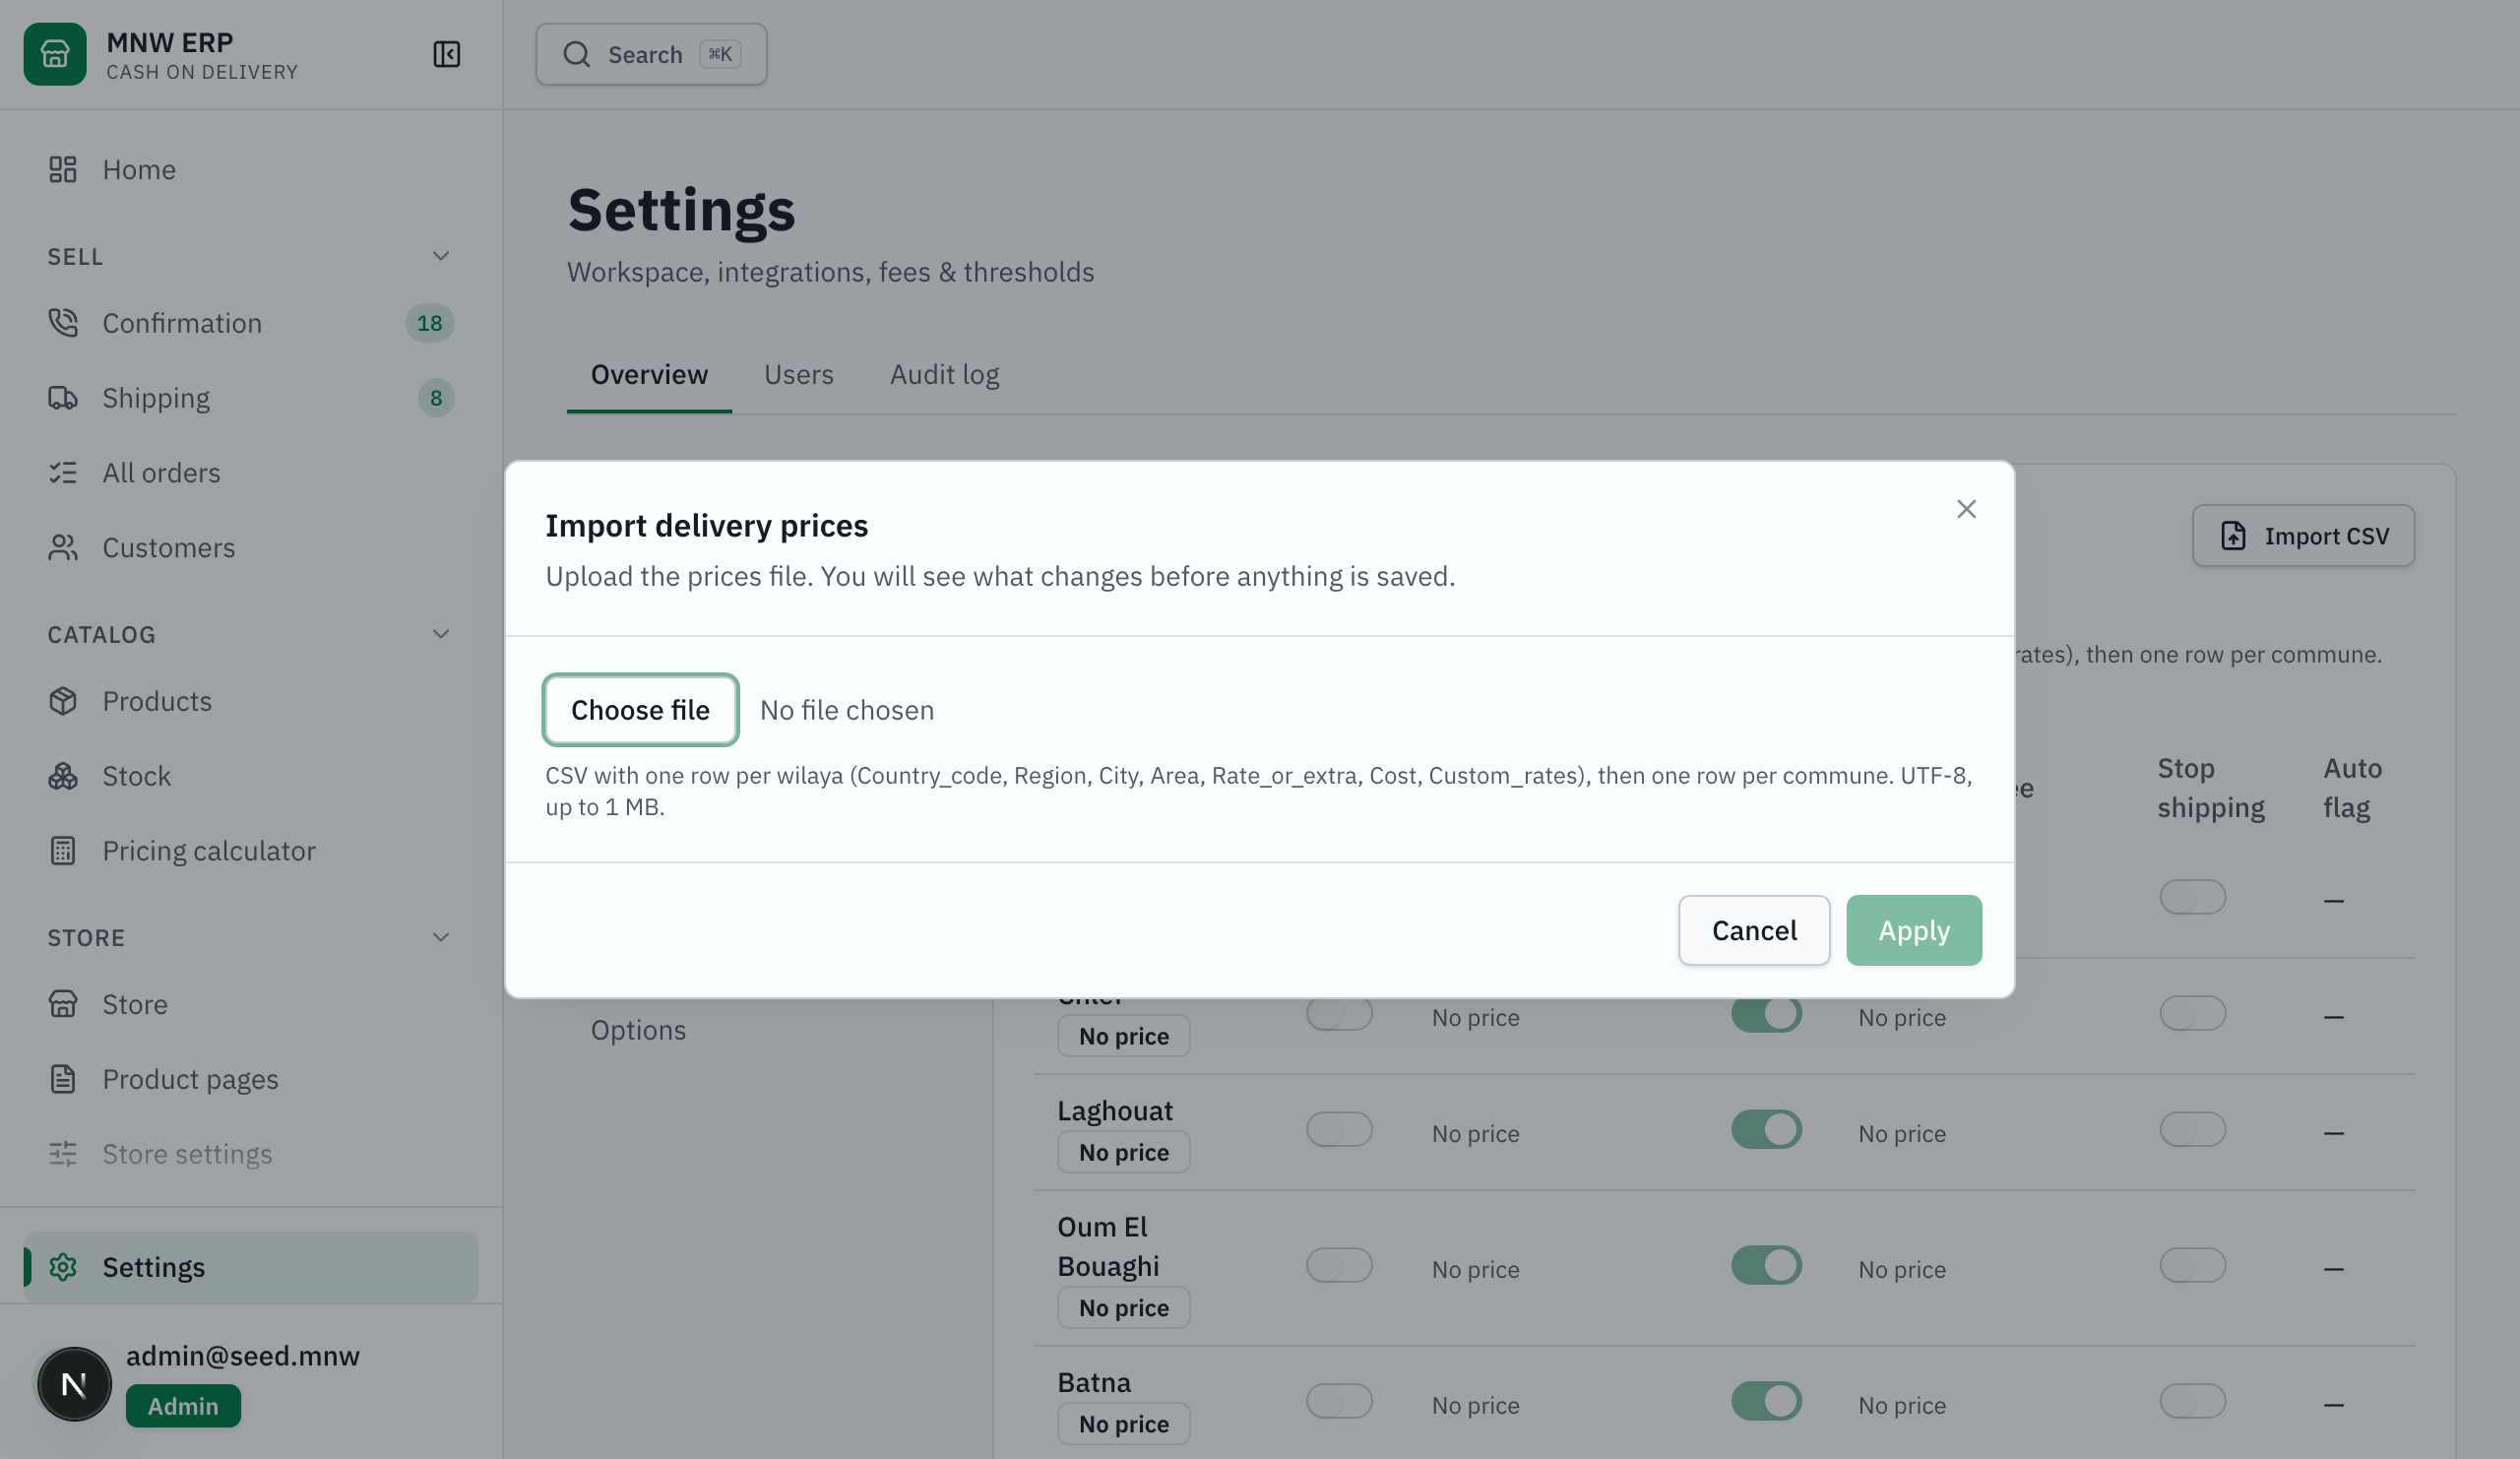 MNW ERP
CASH ON DELIVERY
Search ⌘K
Home
SELL
Confirmation 18
Shipping 8
All orders
Customers
CATALOG
Products
Stock
Pricing calculator
STORE
Store
Product pages
Store settings
Settings
N
admin@seed.mnw
Admin
Settings
Workspace, integrations, fees & thresholds
Overview Users Audit log
Import CSV
rates), then one row per commune.
Import delivery prices
Upload the prices file. You will see what changes before anything is saved.
Choose file No file chosen
CSV with one row per wilaya (Country_code, Region, City, Area, Rate_or_extra, Cost, Custom_rates), then one row per commune. UTF-8,
up to 1 MB.
Cancel Apply
Stop
shipping
Auto
flag
—
Options
No price No price No price —
Laghouat
No price No price No price —
Oum El
Bouaghi
No price No price No price —
Batna
No price No price No price —